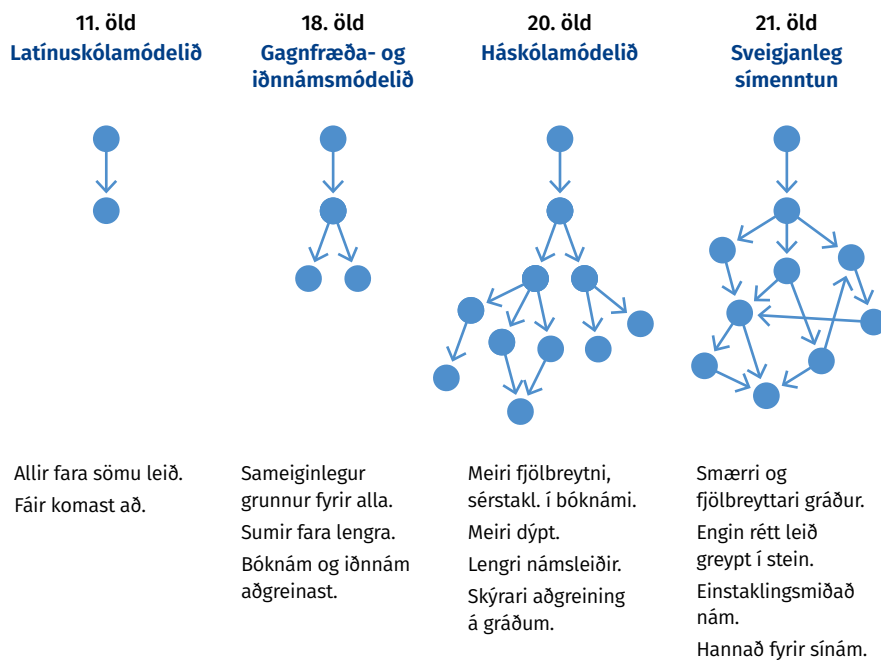 11. öld
Latínuskólamódelið
18. öld
Gagnfræða- og
iðnnámsmódelið
20. öld
Háskólamódelið
21. öld
Sveigjanleg
símenntun
Allir fara sömu leið.
Fáir komast að.
Sameiginlegur
grunnur fyrir alla.
Sumir fara lengra.
Bóknám og iðnnám
aðgreinast.
Meiri fjölbreytni,
sérstakl. í bóknámi.
Meiri dýpt.
Lengri námsleiðir.
Skýrari aðgreining
á gráðum.
Smærri og
fjölbreyttari gráður.
Engin rétt leið
greypt í stein.
Einstaklingsmiðað
nám.
Hannað fyrir sínám.